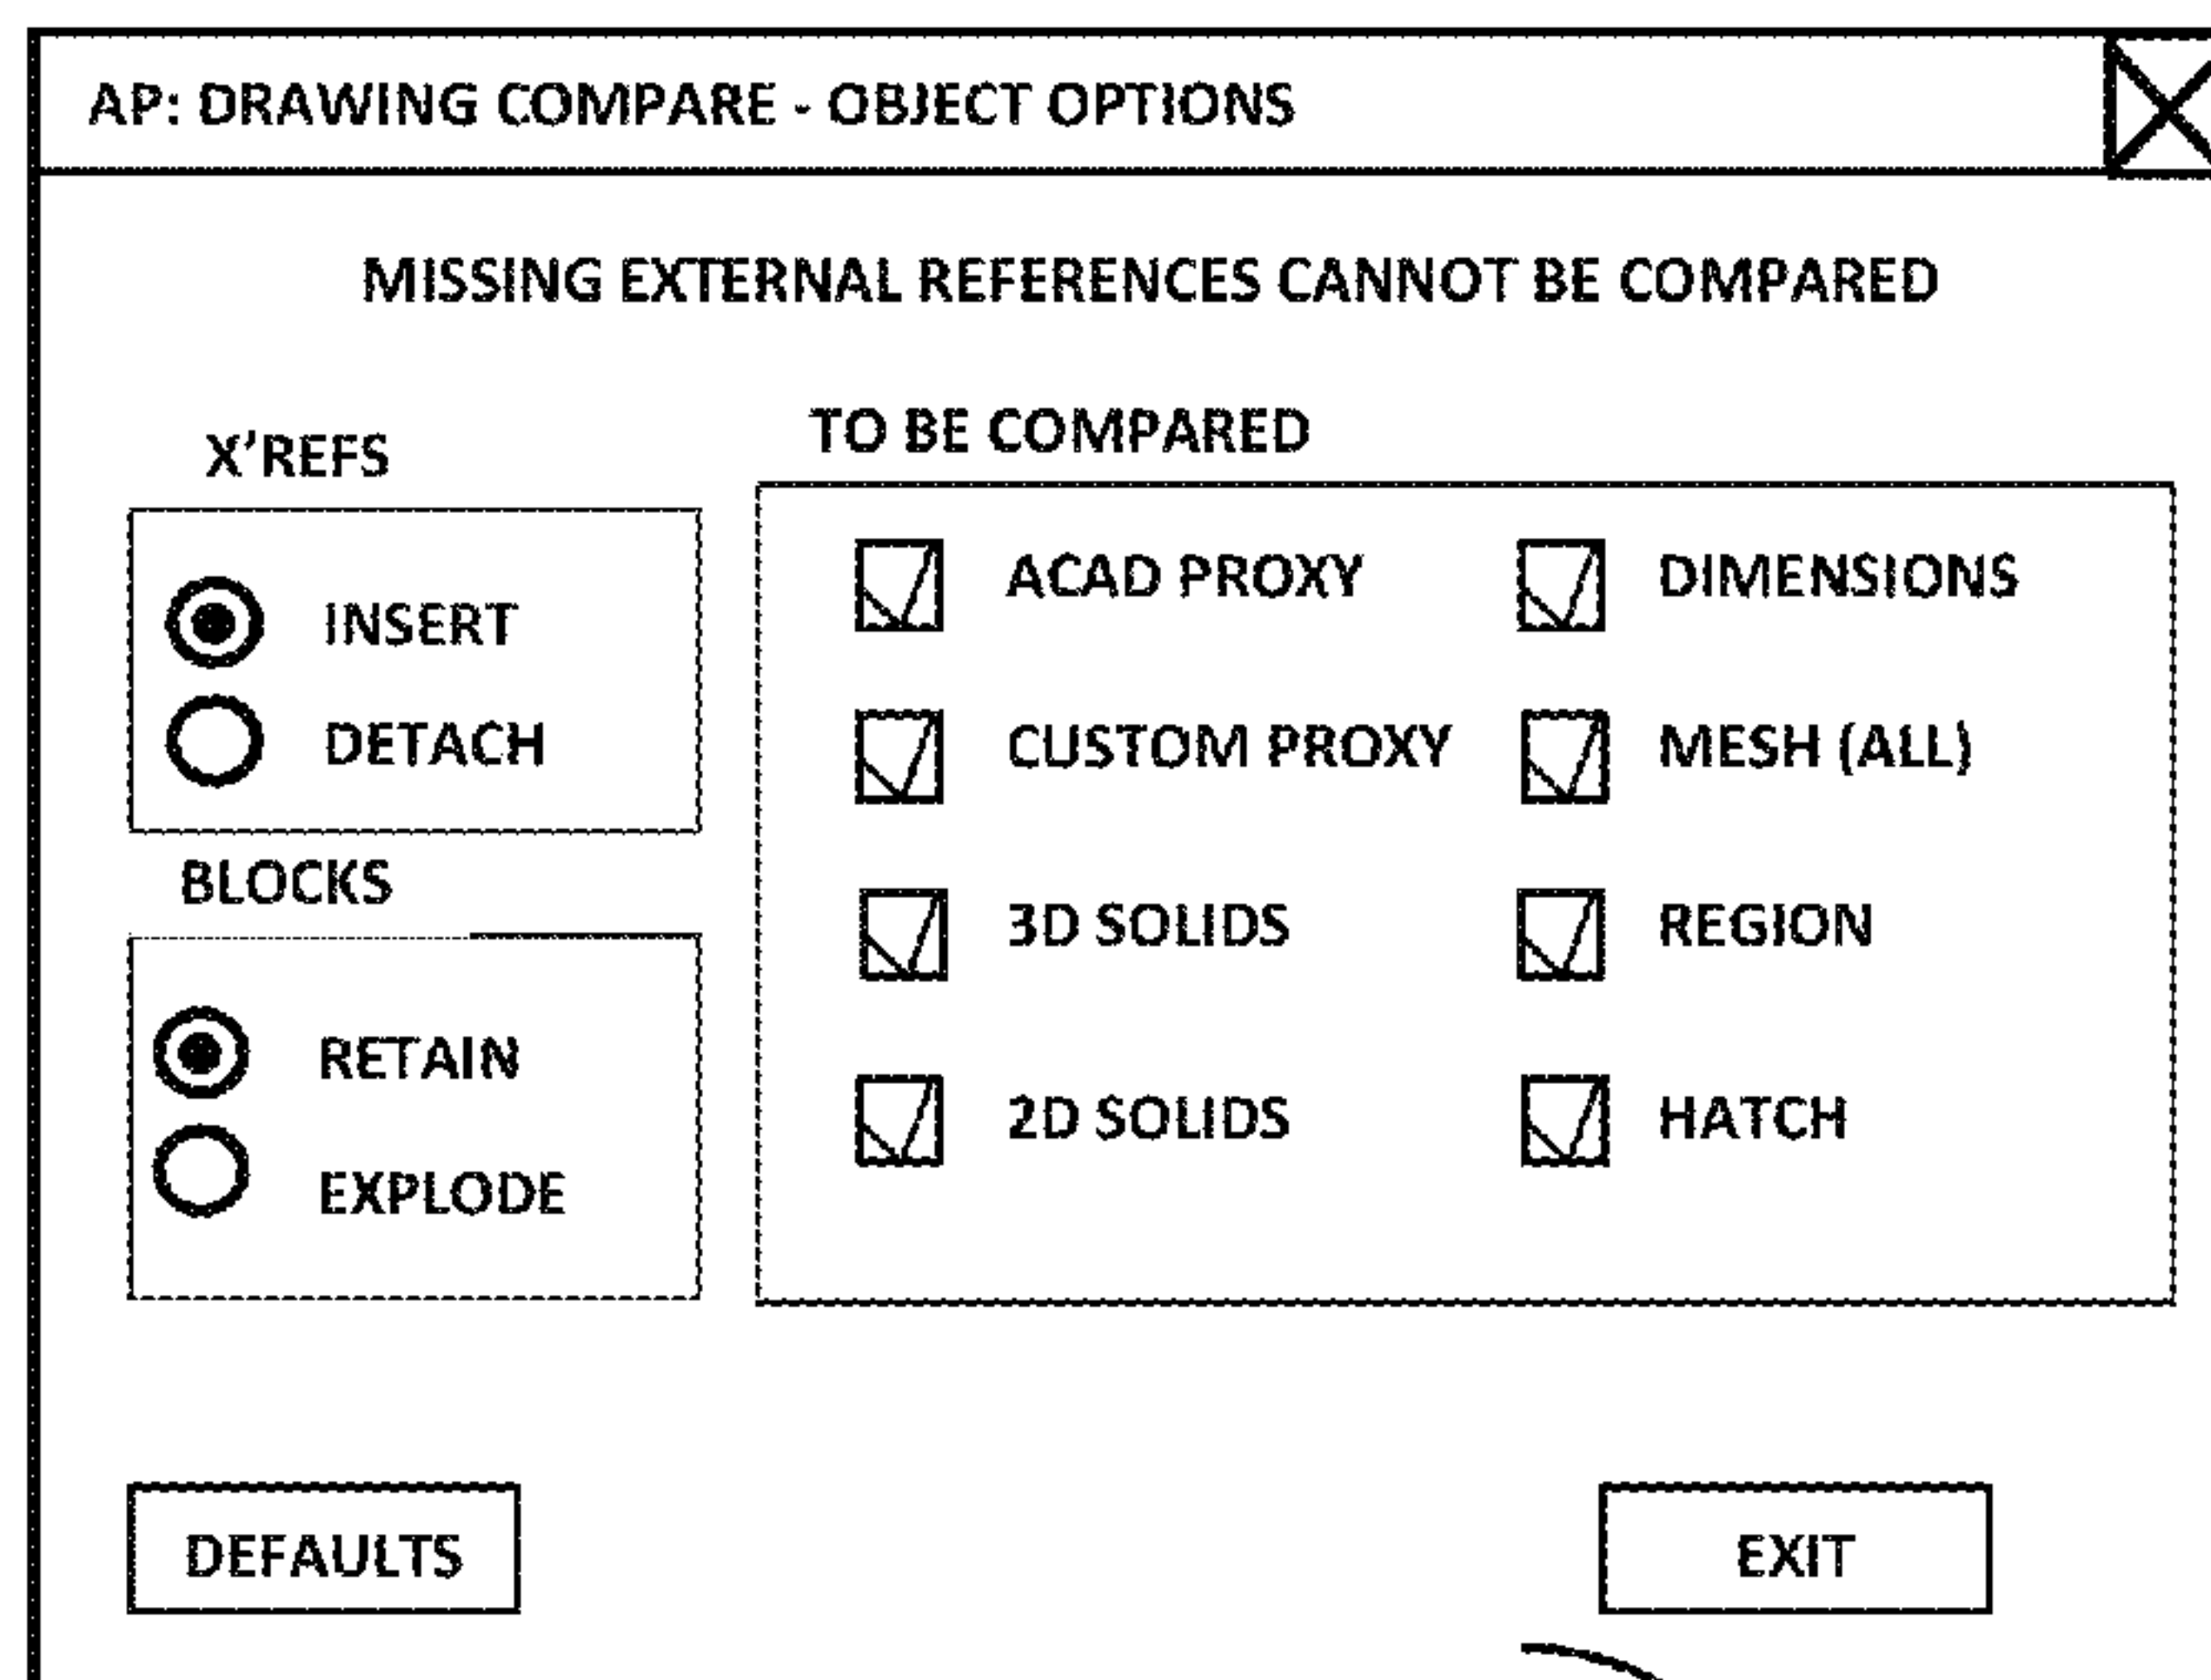 AP: DRAWING COMPARE - OBJECT OPTIONS
MISSING EXTERNAL REFERENCES CANNOT BE COMPARED
X'REFS
INSERT
DETACH
BLOCKS
RETAIN
EXPLODE
TO BE COMPARED
ACAD PROXY
DIMENSIONS
CUSTOM PROXY
MESH (ALL)
3D SOLIDS
REGION
2D SOLIDS
HATCH
DEFAULTS
EXIT